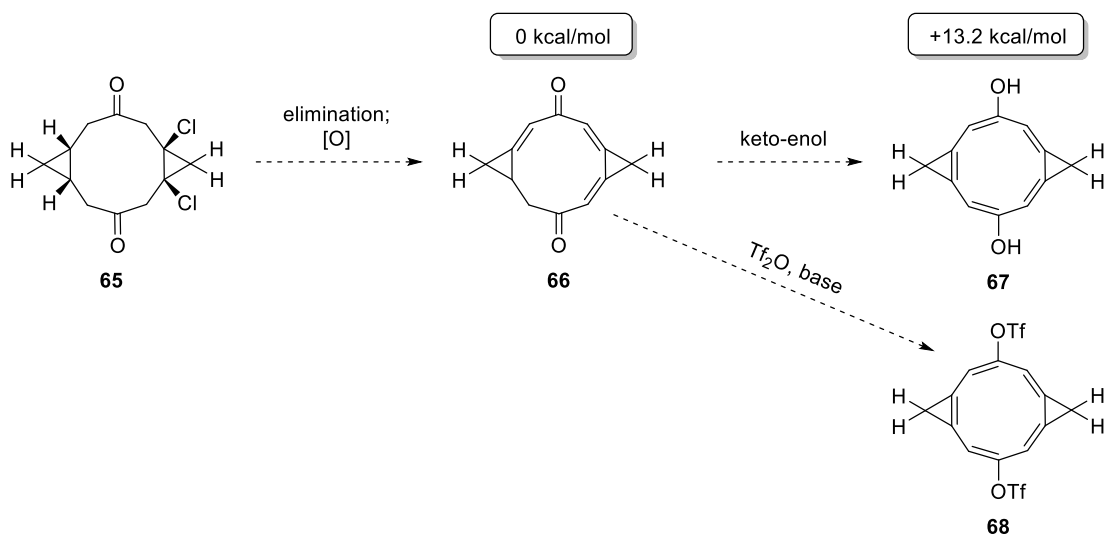 0 kcal/mol
+13.2 kcal/mol
O
H
Cl
H
H
H
H
H
Cl
O
65
elimination;
[O]
O
H
H
H
H
O
66
keto-enol
OH
H
H
H
H
OH
67
Tf2O, base
OTf
H
H
H
H
OTf
68